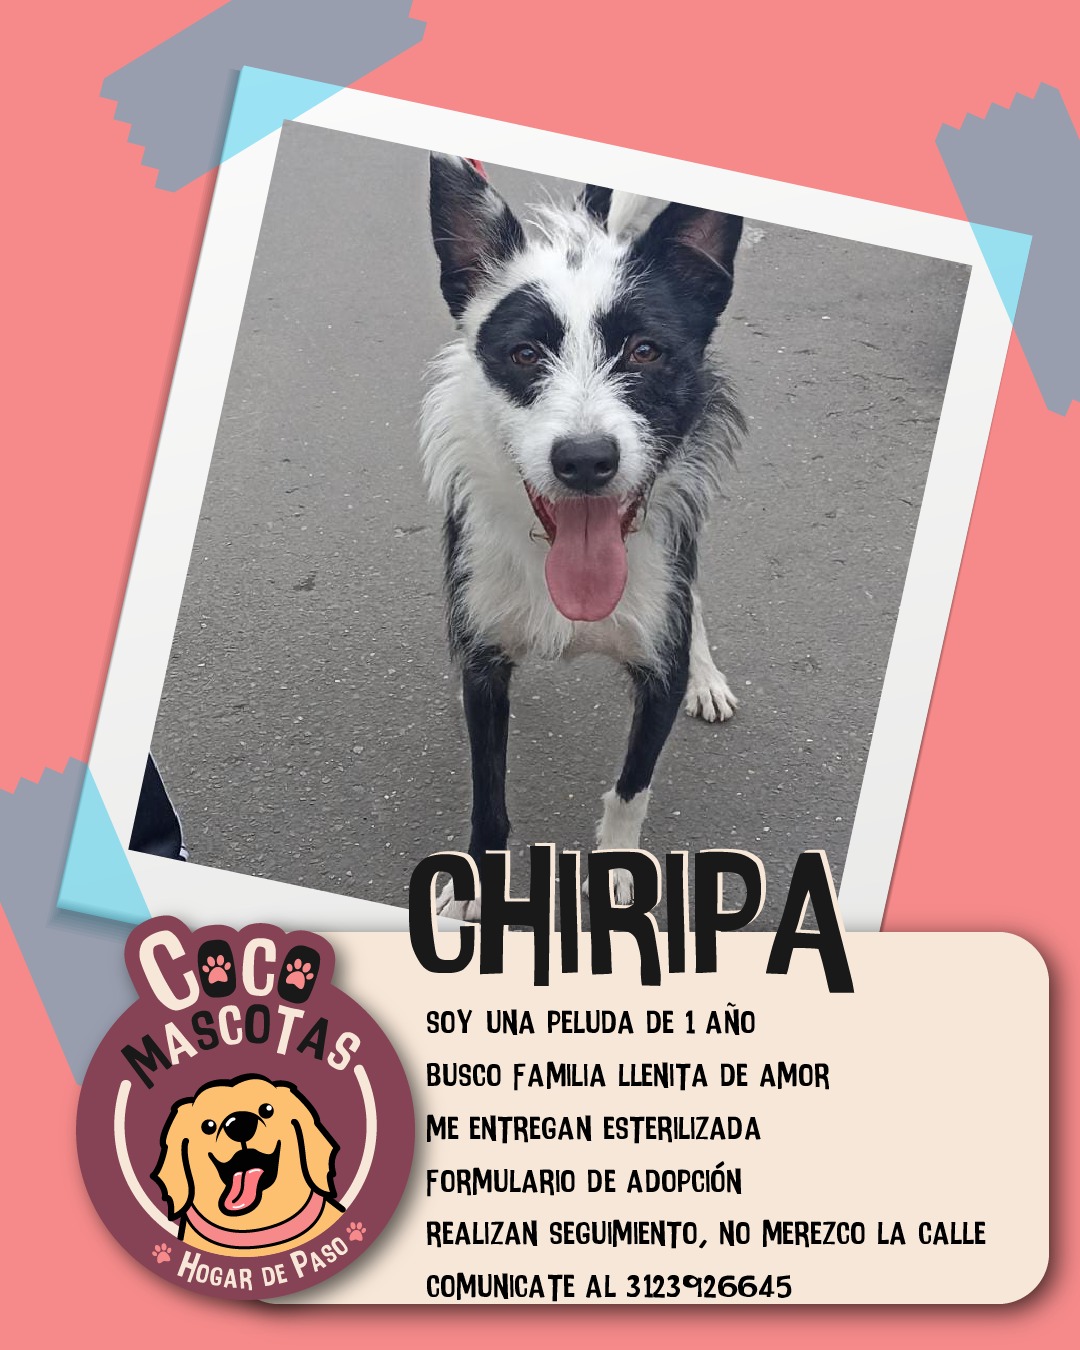 CHIRIPA
SOY UNA PELUDA DE 1 AÑO
BUSCO FAMILIA LLENITA DE AMOR
ME ENTREGAN ESTERILIZADA
FORMULARIO DE ADOPCIÓN
REALIZAN SEGUIMIENTO, NO MEREZCO LA CALLE
COMUNICATE AL 3123926645
COCO
MASCOTAS
HOGAR DE PASO